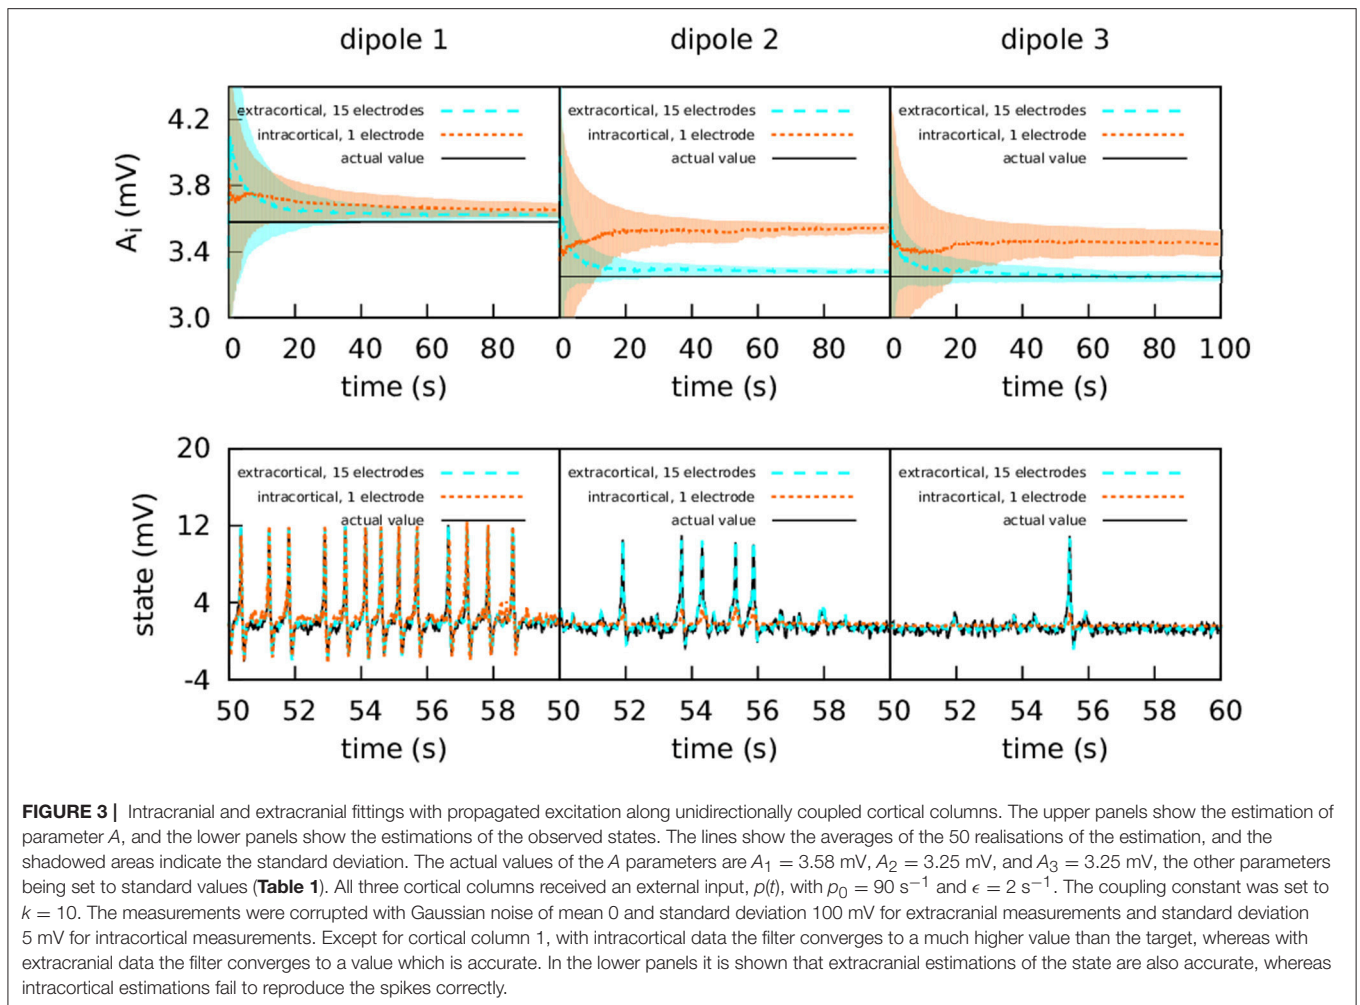 dipole 1 dipole 2 dipole 3
4.2
3.8
3.4
3.0
A_i (mV)
extracortical, 15 electrodes
intracortical, 1 electrode
actual value
extracortical, 15 electrodes
intracortical, 1 electrode
actual value
extracortical, 15 electrodes
intracortical, 1 electrode
actual value
0 20 40 60 80 0 20 40 60 80 0 20 40 60 80 100
time (s) time (s) time (s)
20
12
4
-4
state (mV)
extracortical, 15 electrodes
intracortical, 1 electrode
actual value
extracortical, 15 electrodes
intracortical, 1 electrode
actual value
extracortical, 15 electrodes
intracortical, 1 electrode
actual value
50 52 54 56 58 50 52 54 56 58 50 52 54 56 58 60
time (s) time (s) time (s)
FIGURE 3 | Intracranial and extracranial fittings with propagated excitation along unidirectionally coupled cortical columns. The upper panels show the estimation of
parameter A, and the lower panels show the estimations of the observed states. The lines show the averages of the 50 realisations of the estimation, and the
shadowed areas indicate the standard deviation. The actual values of the A parameters are A₁ = 3.58 mV, A₂ = 3.25 mV, and A₃ = 3.25 mV, the other parameters
being set to standard values (Table 1). All three cortical columns received an external input, p(t), with p₀ = 90 s⁻¹ and ϵ = 2 s⁻¹. The coupling constant was set to
k = 10. The measurements were corrupted with Gaussian noise of mean 0 and standard deviation 100 mV for extracranial measurements and standard deviation
5 mV for intracortical measurements. Except for cortical column 1, with intracortical data the filter converges to a much higher value than the target, whereas with
extracranial data the filter converges to a value which is accurate. In the lower panels it is shown that extracranial estimations of the state are also accurate, whereas
intracortical estimations fail to reproduce the spikes correctly.